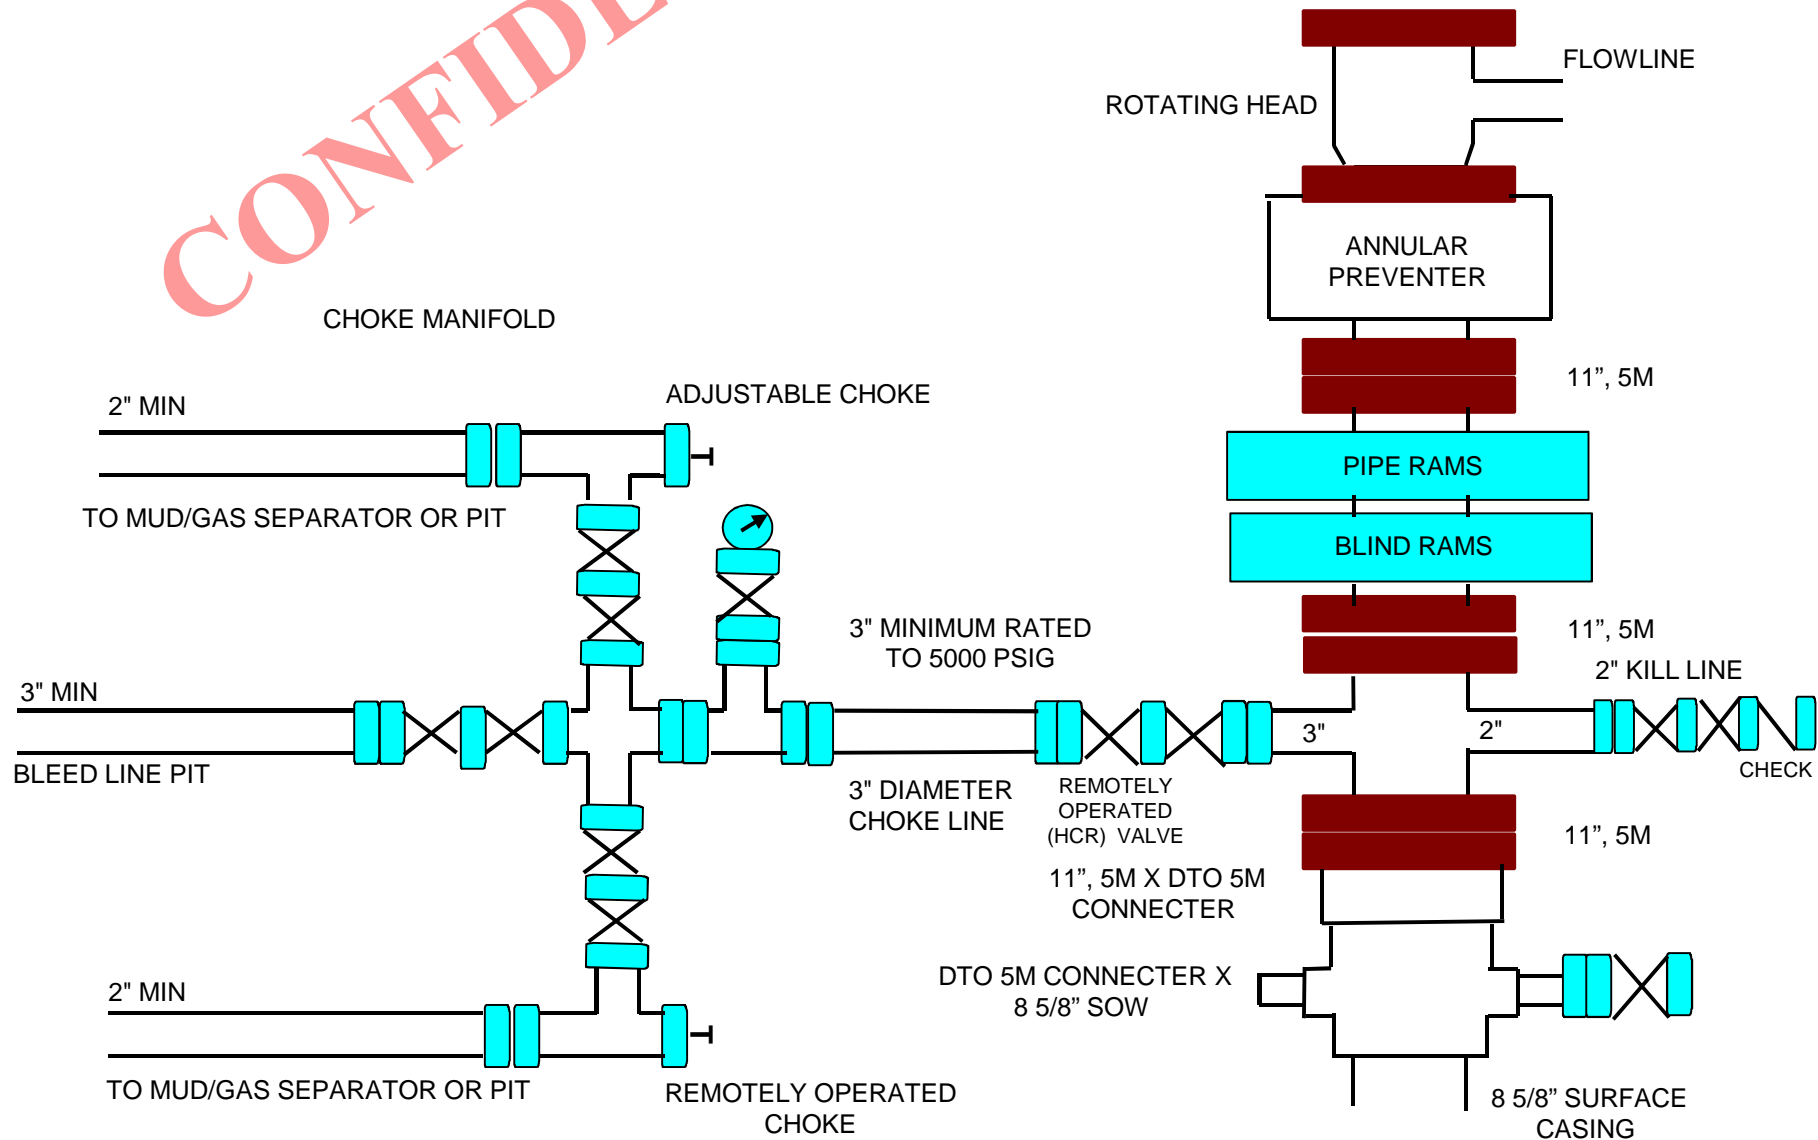 CONFIDE
FLOWLINE
ROTATING HEAD
ANNULAR
PREVENTER
CHOKE MANIFOLD
11”, 5M
2" MIN
ADJUSTABLE CHOKE
PIPE RAMS
TO MUD/GAS SEPARATOR OR PIT
BLIND RAMS
3" MINIMUM RATED
TO 5000 PSIG
11”, 5M
2" KILL LINE
3" MIN
3"
2"
BLEED LINE PIT
CHECK
3" DIAMETER
CHOKE LINE
REMOTELY
OPERATED
(HCR) VALVE
11”, 5M
11”, 5M X DTO 5M
CONNECTER
DTO 5M CONNECTER X
8 5/8” SOW
2" MIN
TO MUD/GAS SEPARATOR OR PIT
REMOTELY OPERATED
CHOKE
8 5/8” SURFACE
CASING